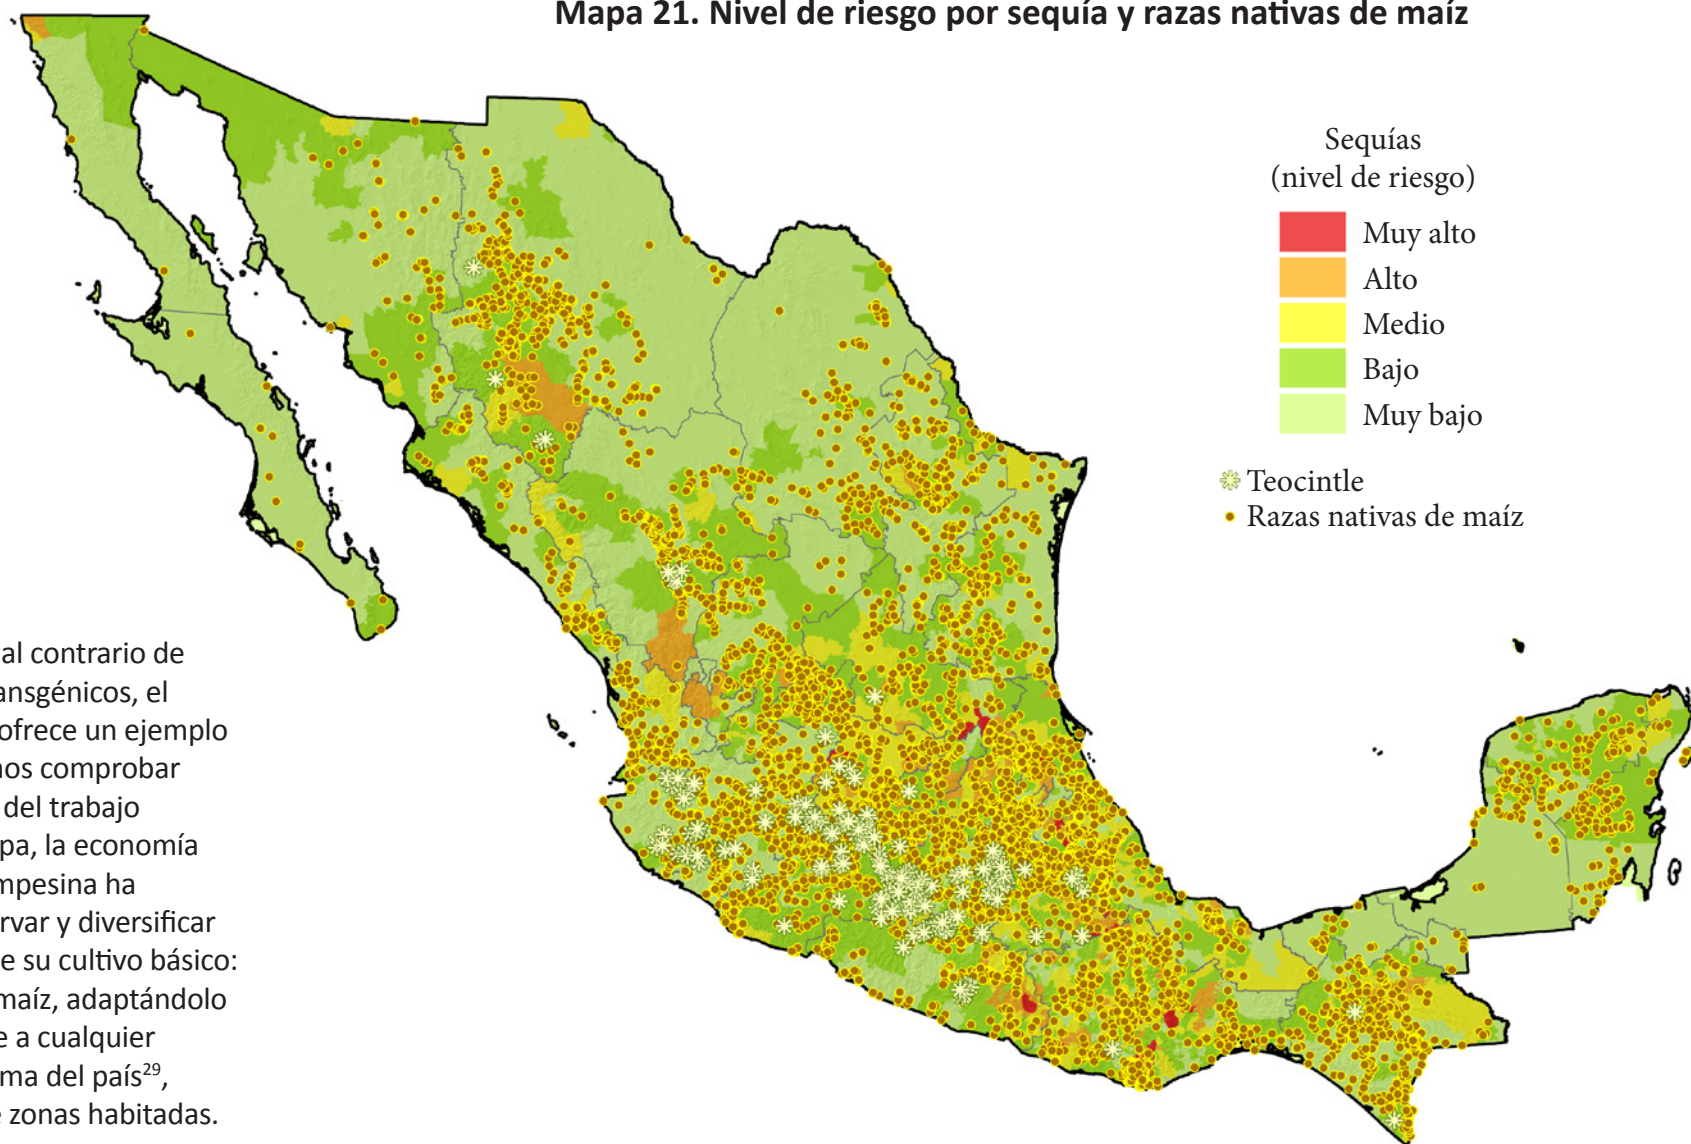 Mapa 21. Nivel de riesgo por sequía y razas nativas de maíz
Sequías
(nivel de riesgo)
Muy alto
Alto
Medio
Bajo
Muy bajo
Teocintle
Razas nativas de maíz
al contrario de
ansgénicos, el
ofrece un ejemplo
nos comprobar
del trabajo
pa, la economía
mpesina ha
rvar y diversificar
e su cultivo básico:
maíz, adaptándolo
e a cualquier
ma del país²⁹,
e zonas habitadas.